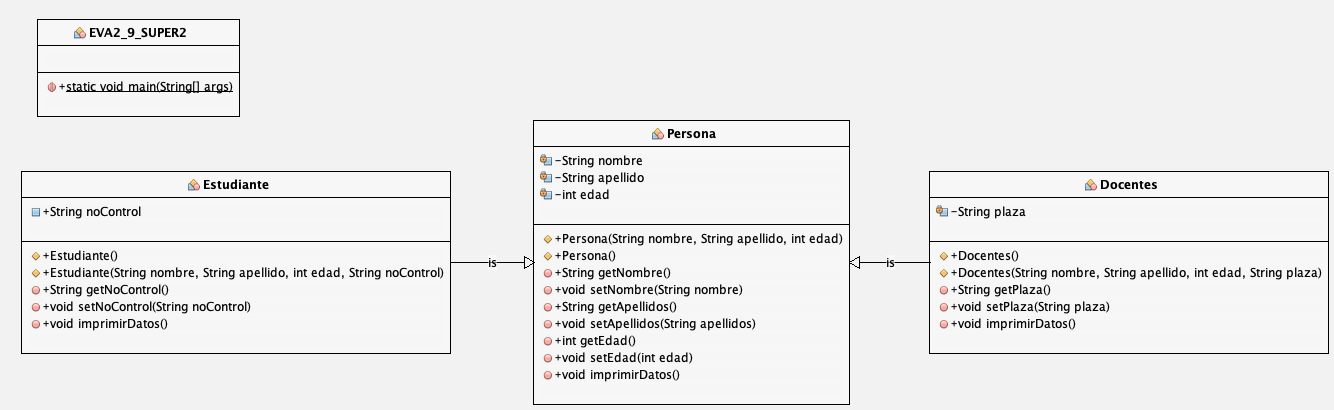 EVA2_9_SUPER2
+static void main(String[] args)
Estudiante
+String noControl
+Estudiante()
+Estudiante(String nombre, String apellido, int edad, String noControl)
+String getNoControl()
+void setNoControl(String noControl)
+void imprimirDatos()
is
Persona
-String nombre
-String apellido
-int edad
+Persona(String nombre, String apellido, int edad)
+Persona()
+String getNombre()
+void setNombre(String nombre)
+String getApellidos()
+void setApellidos(String apellidos)
+int getEdad()
+void setEdad(int edad)
+void imprimirDatos()
is
Docentes
-String plaza
+Docentes()
+Docentes(String nombre, String apellido, int edad, String plaza)
+String getPlaza()
+void setPlaza(String plaza)
+void imprimirDatos()